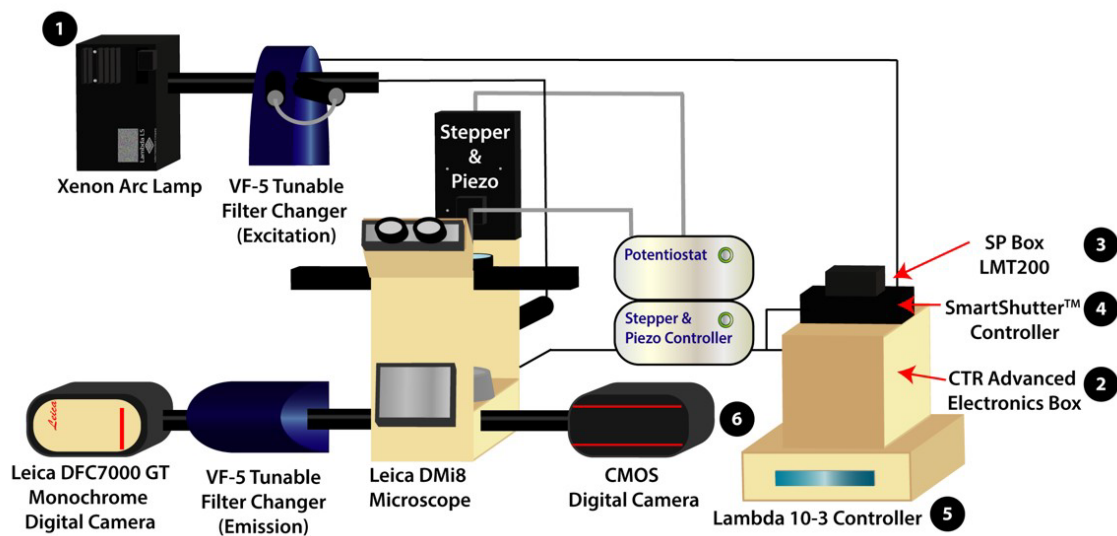 1
Lambda LS
Xenon Arc Lamp
VF-5 Tunable
Filter Changer
(Excitation)
Stepper
&
Piezo
Potentiostat
Stepper &
Piezo Controller
SP Box
LMT200
3
SmartShutter™
Controller
4
CTR Advanced
Electronics Box
2
Leica
Leica DFC7000 GT
Monochrome
Digital Camera
VF-5 Tunable
Filter Changer
(Emission)
Leica DMi8
Microscope
CMOS
Digital Camera
6
Lambda 10-3 Controller
5